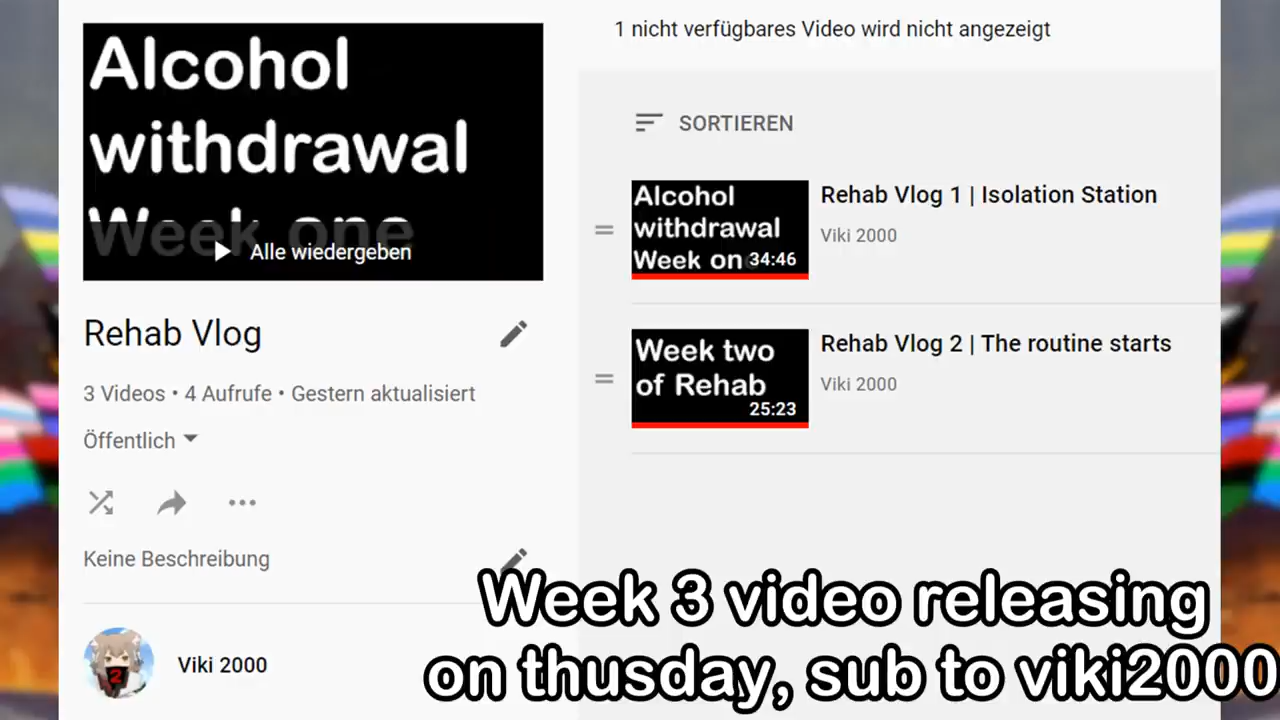 Alcohol
withdrawal
Week one
Alle wiedergeben
Rehab Vlog
3 Videos • 4 Aufrufe • Gestern aktualisiert
Öffentlich
Keine Beschreibung
2
Viki 2000
1 nicht verfügbares Video wird nicht angezeigt
SORTIEREN
Alcohol
withdrawal
Week one
34:46
Rehab Vlog 1 | Isolation Station
Viki 2000
Week two
of Rehab
25:23
Rehab Vlog 2 | The routine starts
Viki 2000
Week 3 video releasing
on thusday, sub to viki2000